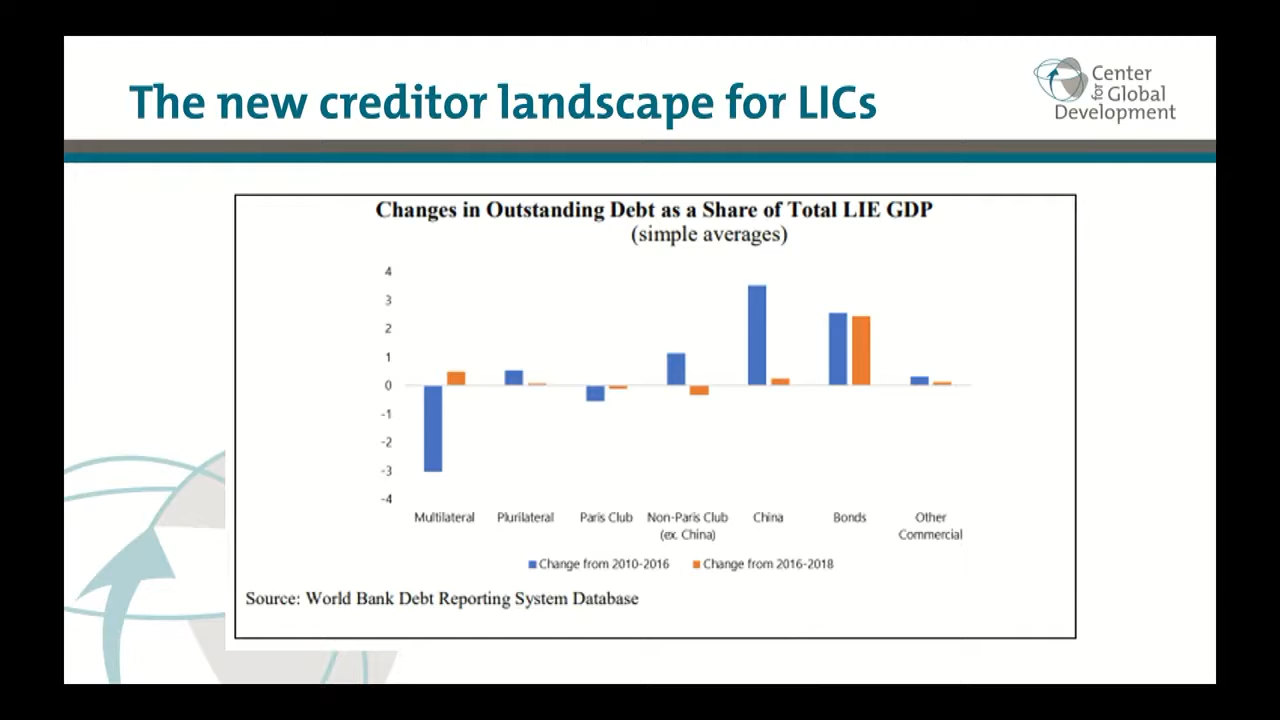 The new creditor landscape for LICs
Center
for Global
Development
Changes in Outstanding Debt as a Share of Total LIE GDP
(simple averages)
4
3
2
1
0
-1
-2
-3
-4
Multilateral
Plurilateral
Paris Club
Non-Paris Club
(ex. China)
China
Bonds
Other
Commercial
Change from 2010-2016
Change from 2016-2018
Source: World Bank Debt Reporting System Database